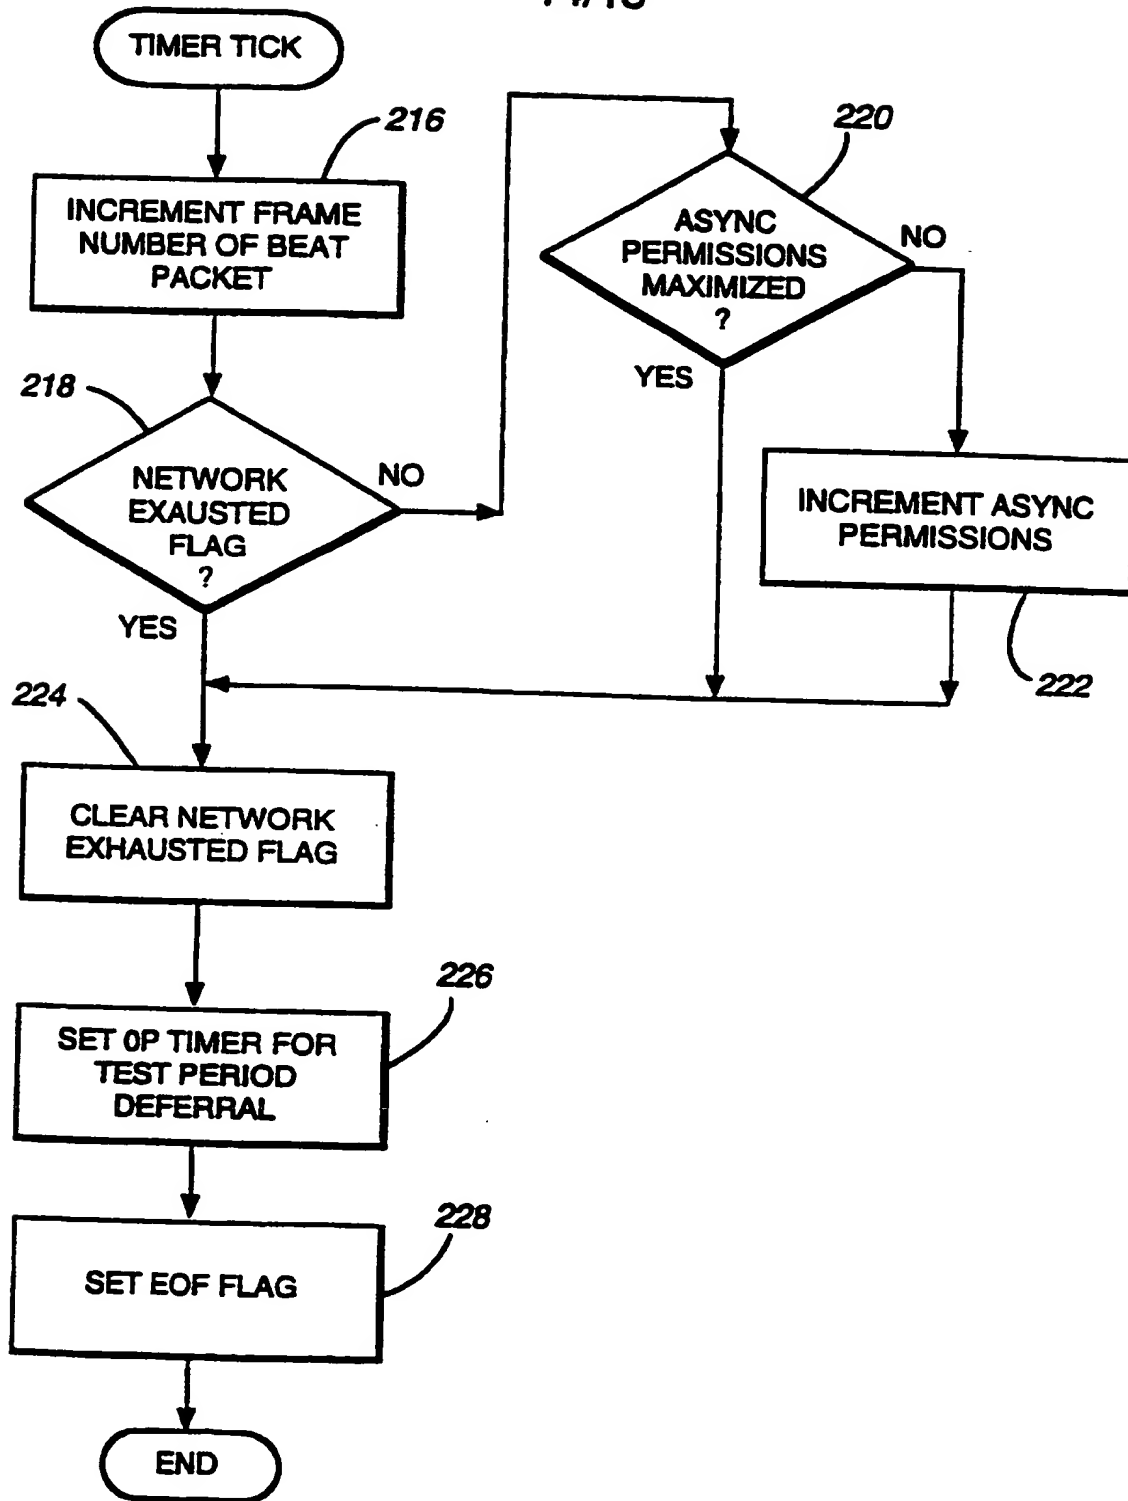 TIMER TICK
216
INCREMENT FRAME
NUMBER OF BEAT
PACKET
218
NETWORK
EXAUSTED
FLAG
?
NO
YES
220
ASYNC
PERMISSIONS
MAXIMIZED
?
NO
YES
INCREMENT ASYNC
PERMISSIONS
222
224
CLEAR NETWORK
EXHAUSTED FLAG
226
SET 0P TIMER FOR
TEST PERIOD
DEFERRAL
228
SET EOF FLAG
END